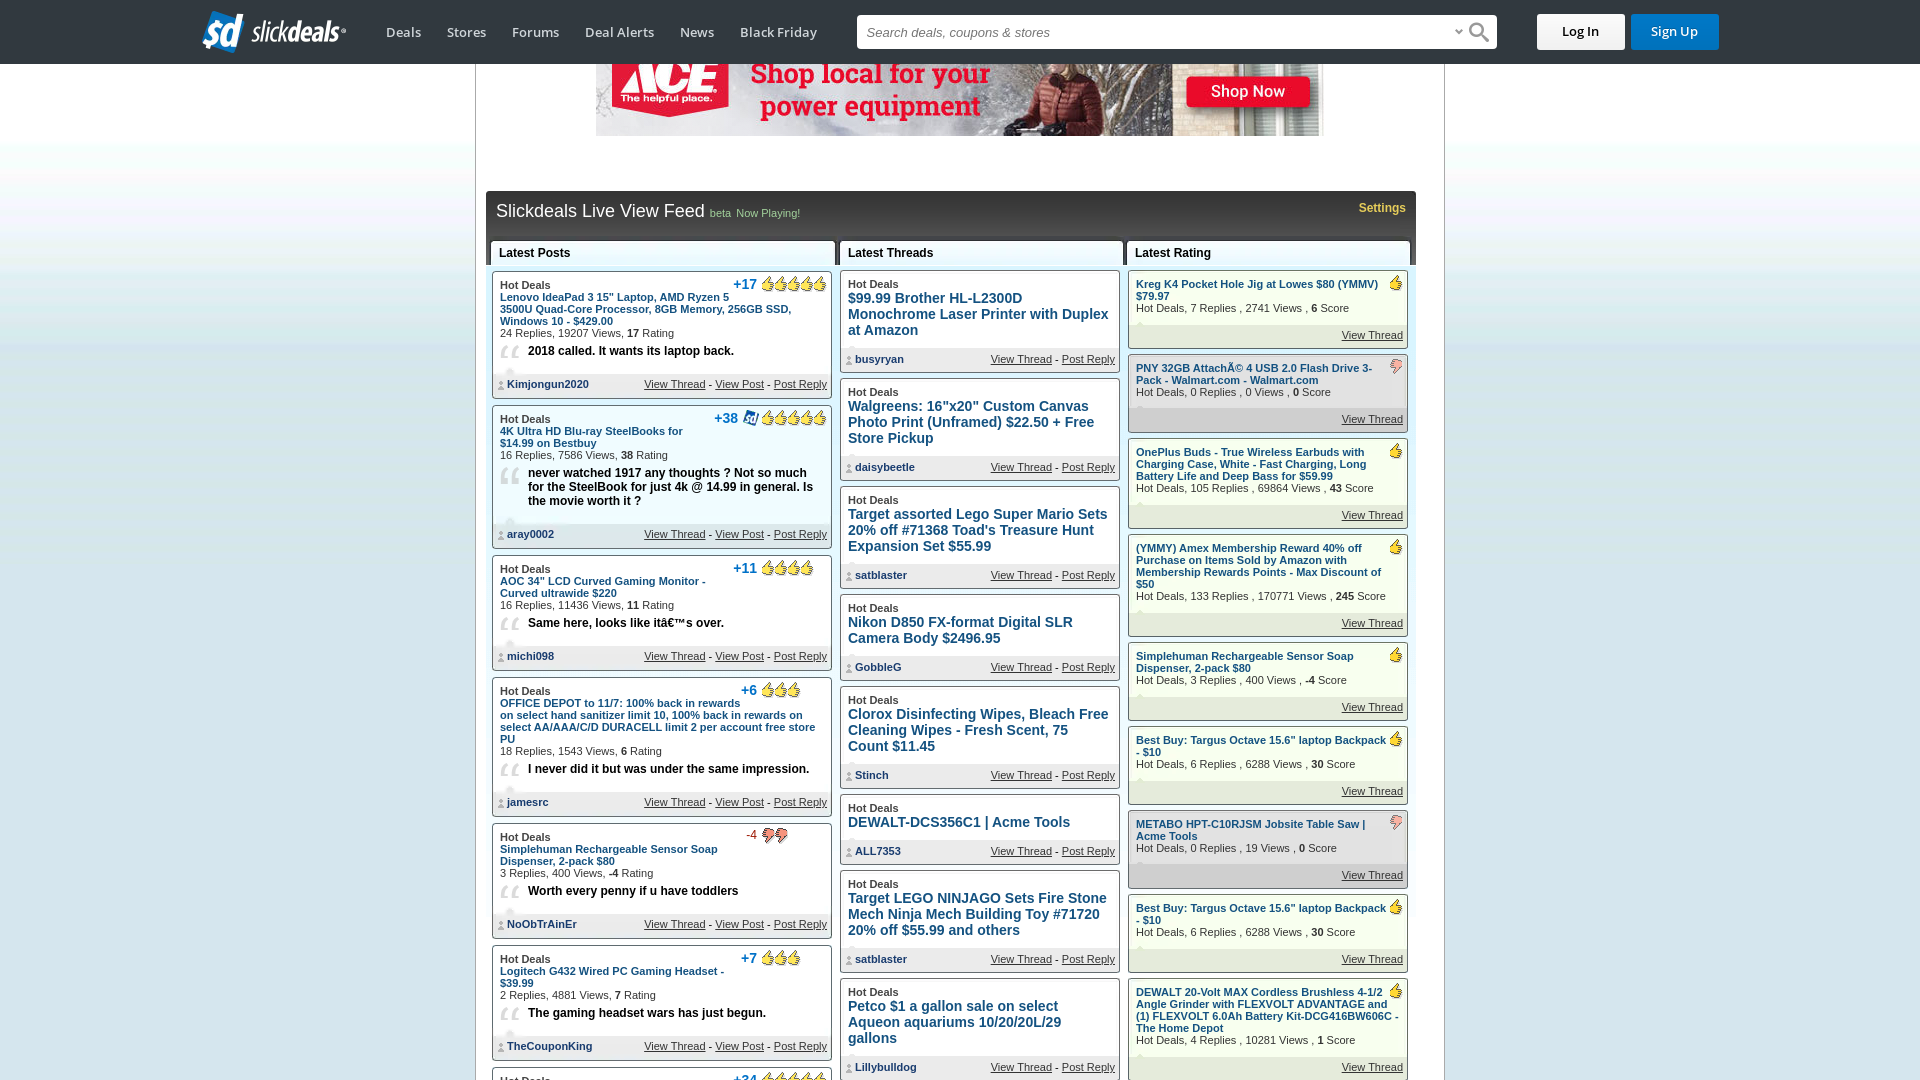 slickdeals
Deals
Stores
Forums
Deal Alerts
News
Black Friday
Search deals, coupons & stores
Log In
Sign Up
ACE
The helpful place.
Shop local for your
power equipment
Shop Now
Slickdeals Live View Feed beta Now Playing!
Settings
Latest Posts
Hot Deals
+17
Lenovo IdeaPad 3 15" Laptop, AMD Ryzen 5
3500U Quad-Core Processor, 8GB Memory, 256GB SSD,
Windows 10 - $429.00
24 Replies, 19207 Views, 17 Rating
2018 called. It wants its laptop back.
Kimjongun2020
View Thread - View Post - Post Reply
Hot Deals
+38
4K Ultra HD Blu-ray SteelBooks for
$14.99 on Bestbuy
16 Replies, 7586 Views, 38 Rating
never watched 1917 any thoughts ? Not so much
for the SteelBook for just 4k @ 14.99 in general. Is
the movie worth it ?
aray0002
View Thread - View Post - Post Reply
Hot Deals
+11
AOC 34" LCD Curved Gaming Monitor -
Curved ultrawide $220
16 Replies, 11436 Views, 11 Rating
Same here, looks like itâ€™s over.
michi098
View Thread - View Post - Post Reply
Hot Deals
+6
OFFICE DEPOT to 11/7: 100% back in rewards
on select hand sanitizer limit 10, 100% back in rewards on
select AA/AAA/C/D DURACELL limit 2 per account free store
PU
18 Replies, 1543 Views, 6 Rating
I never did it but was under the same impression.
jamesrc
View Thread - View Post - Post Reply
Hot Deals
-4
Simplehuman Rechargeable Sensor Soap
Dispenser, 2-pack $80
3 Replies, 400 Views, -4 Rating
Worth every penny if u have toddlers
NoObTrAinEr
View Thread - View Post - Post Reply
Hot Deals
+7
Logitech G432 Wired PC Gaming Headset -
$39.99
2 Replies, 4881 Views, 7 Rating
The gaming headset wars has just begun.
TheCouponKing
View Thread - View Post - Post Reply
Hot Deals
+34
Latest Threads
Hot Deals
$99.99 Brother HL-L2300D
Monochrome Laser Printer with Duplex
at Amazon
busyryan
View Thread - Post Reply
Hot Deals
Walgreens: 16"x20" Custom Canvas
Photo Print (Unframed) $22.50 + Free
Store Pickup
daisybeetle
View Thread - Post Reply
Hot Deals
Target assorted Lego Super Mario Sets
20% off #71368 Toad's Treasure Hunt
Expansion Set $55.99
satblaster
View Thread - Post Reply
Hot Deals
Nikon D850 FX-format Digital SLR
Camera Body $2496.95
GobbleG
View Thread - Post Reply
Hot Deals
Clorox Disinfecting Wipes, Bleach Free
Cleaning Wipes - Fresh Scent, 75
Count $11.45
Stinch
View Thread - Post Reply
Hot Deals
DEWALT-DCS356C1 | Acme Tools
ALL7353
View Thread - Post Reply
Hot Deals
Target LEGO NINJAGO Sets Fire Stone
Mech Ninja Mech Building Toy #71720
20% off $55.99 and others
satblaster
View Thread - Post Reply
Hot Deals
Petco $1 a gallon sale on select
Aqueon aquariums 10/20/20L/29
gallons
Lillybulldog
View Thread - Post Reply
Latest Rating
Kreg K4 Pocket Hole Jig at Lowes $80 (YMMV)
$79.97
Hot Deals, 7 Replies , 2741 Views , 6 Score
View Thread
PNY 32GB AttachÃ© 4 USB 2.0 Flash Drive 3-
Pack - Walmart.com - Walmart.com
Hot Deals, 0 Replies , 0 Views , 0 Score
View Thread
OnePlus Buds - True Wireless Earbuds with
Charging Case, White - Fast Charging, Long
Battery Life and Deep Bass for $59.99
Hot Deals, 105 Replies , 69864 Views , 43 Score
View Thread
(YMMY) Amex Membership Reward 40% off
Purchase on Items Sold by Amazon with
Membership Rewards Points - Max Discount of
$50
Hot Deals, 133 Replies , 170771 Views , 245 Score
View Thread
Simplehuman Rechargeable Sensor Soap
Dispenser, 2-pack $80
Hot Deals, 3 Replies , 400 Views , -4 Score
View Thread
Best Buy: Targus Octave 15.6" laptop Backpack
- $10
Hot Deals, 6 Replies , 6288 Views , 30 Score
View Thread
METABO HPT-C10RJSM Jobsite Table Saw |
Acme Tools
Hot Deals, 0 Replies , 19 Views , 0 Score
View Thread
Best Buy: Targus Octave 15.6" laptop Backpack
- $10
Hot Deals, 6 Replies , 6288 Views , 30 Score
View Thread
DEWALT 20-Volt MAX Cordless Brushless 4-1/2
Angle Grinder with FLEXVOLT ADVANTAGE and
(1) FLEXVOLT 6.0Ah Battery Kit-DCG416BW606C -
The Home Depot
Hot Deals, 4 Replies , 10281 Views , 1 Score
View Thread